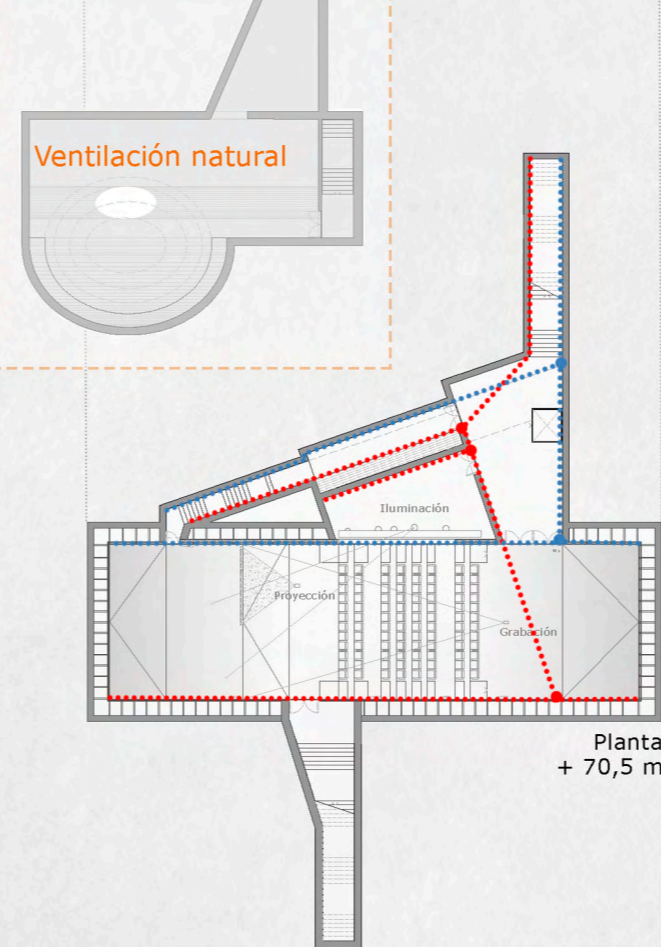 Ventilación natural
Iluminación
Proyección
Grabación
Planta
+ 70,5 m